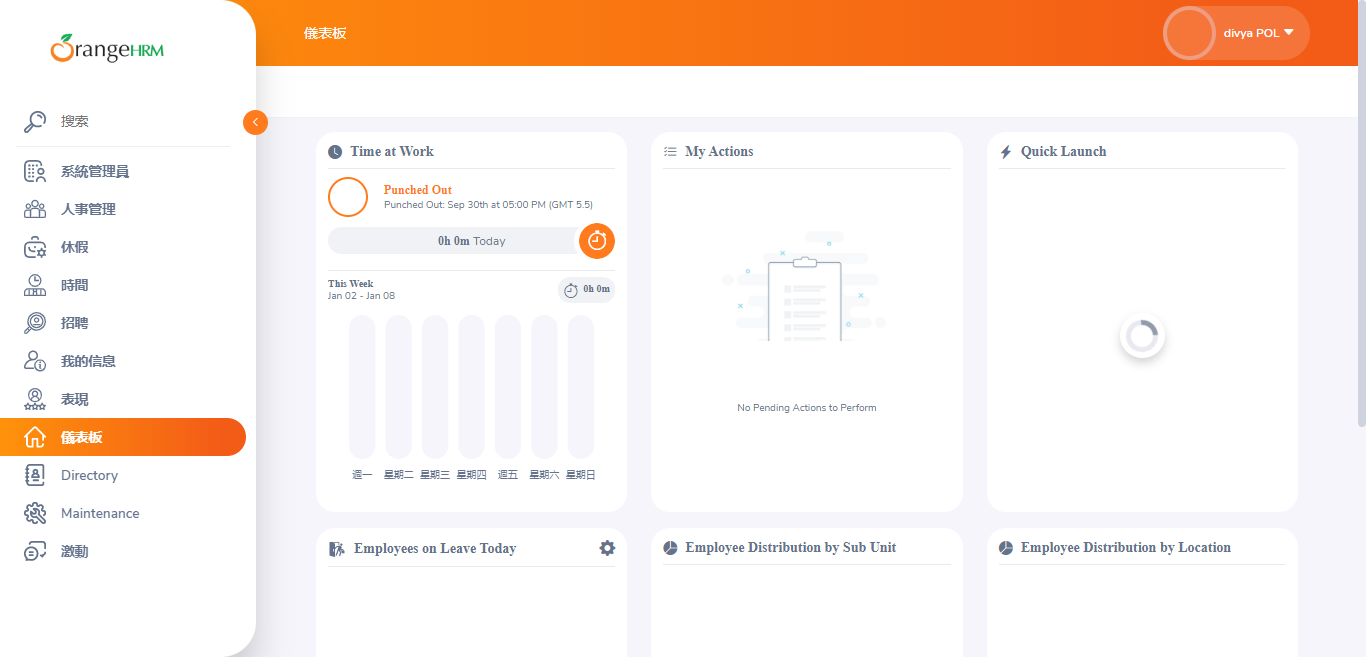 OrangeHRM
儀表板
divya POL
搜索
系統管理員
人事管理
休假
時間
招聘
我的信息
表現
儀表板
Directory
Maintenance
激動
Time at Work
Punched Out
Punched Out: Sep 30th at 05:00 PM (GMT 5.5)
0h 0m Today
This Week
Jan 02 - Jan 08
0h 0m
週一 星期二 星期三 星期四 週五 星期六 星期日
My Actions
No Pending Actions to Perform
Quick Launch
Employees on Leave Today
Employee Distribution by Sub Unit
Employee Distribution by Location